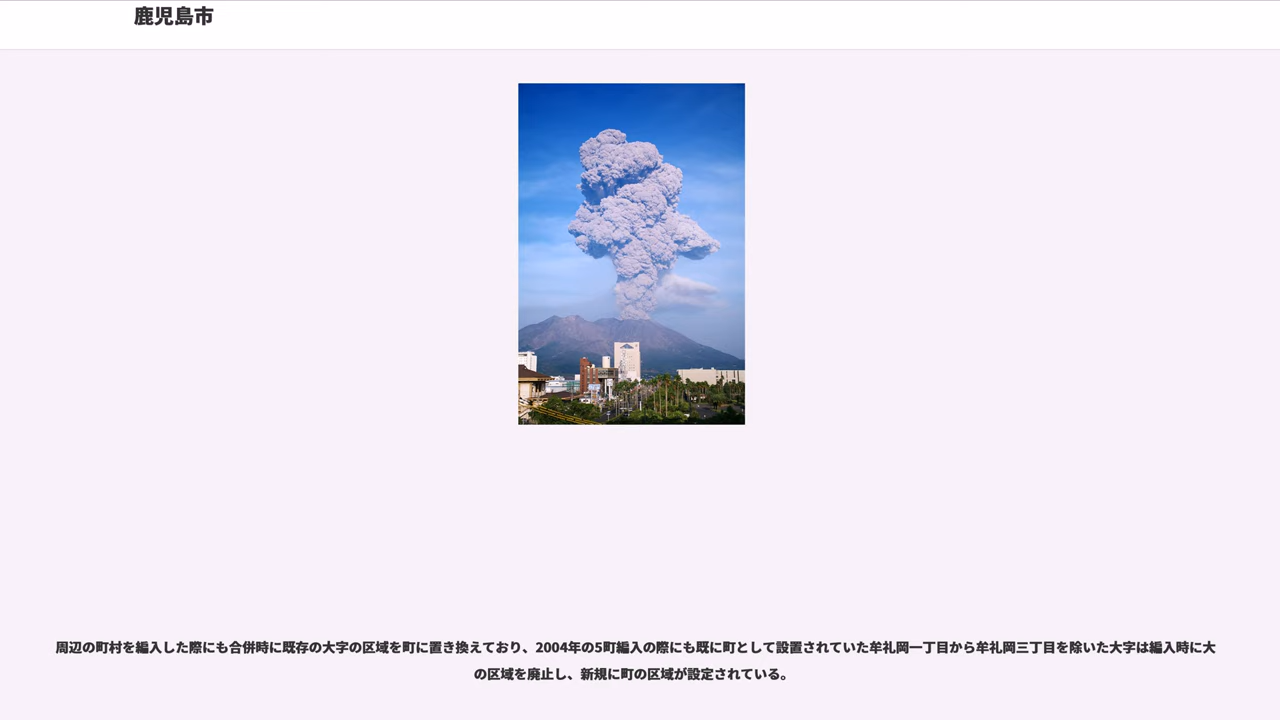 鹿児島市
周辺の町村を編入した際にも合併時に既存の大字の区域を町に置き換えており、2004年の5町編入の際にも既に町として設置されていた牟礼岡一丁目から牟礼岡三丁目を除いた大字は編入時に大
の区域を廃止し、新規に町の区域が設定されている。